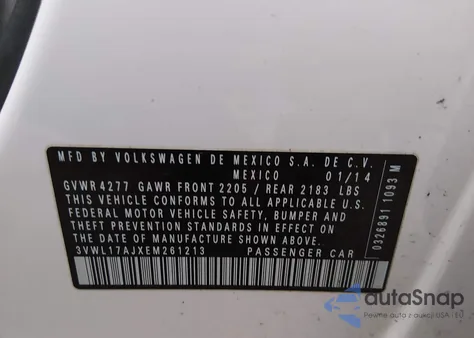 MFD BY VOLKSWAGEN DE MEXICO S.A. DE C.V.
MEXICO 01/14
GVWR 4277 GAWR FRONT 2205 / REAR 2183 LBS
THIS VEHICLE CONFORMS TO ALL APPLICABLE
FEDERAL MOTOR VEHICLE SAFETY, BUMPER AND
THEFT PREVENTION STANDARDS IN EFFECT ON
THE DATE OF MANUFACTURE SHOWN ABOVE.
3VWL17AJXEM261213 PASSENGER CAR
0326891 1093 M
autoSnap